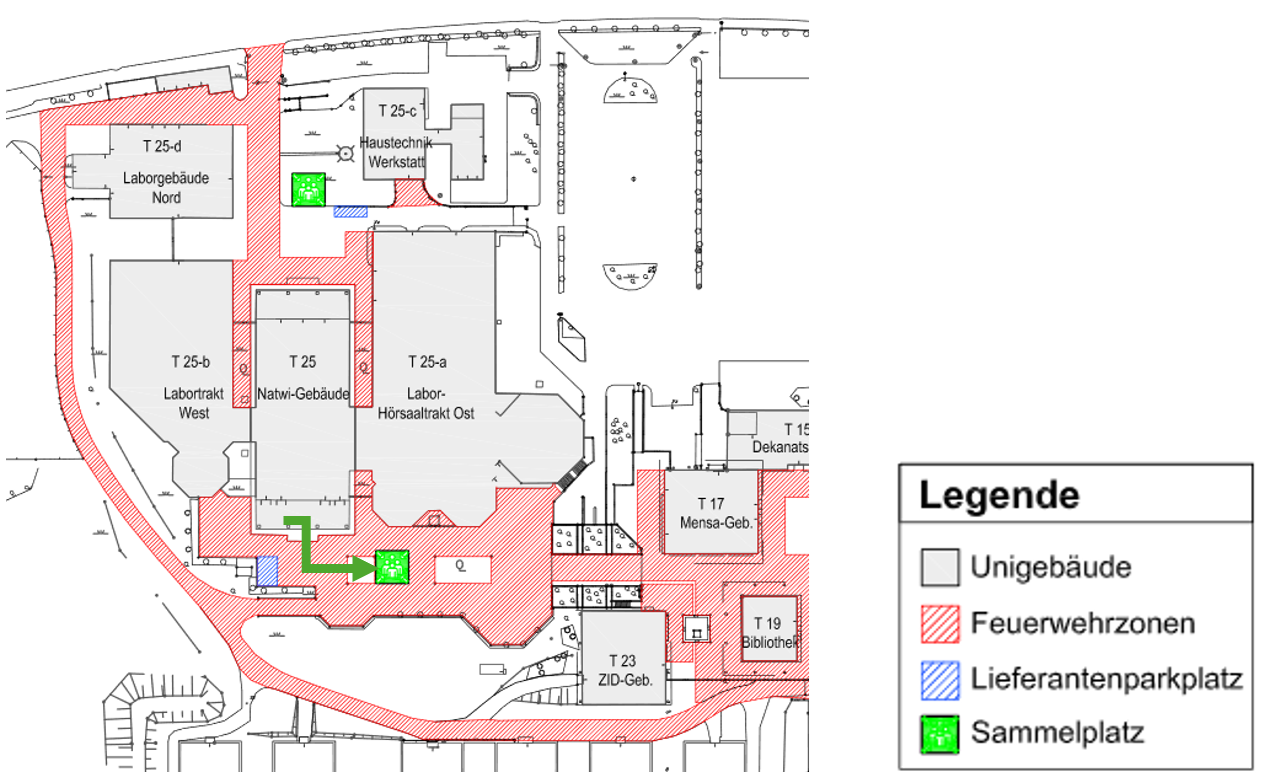 T 25-c
Haustechnik
Werkstatt
T 25-d
Laborgebäude
Nord
T 25-b
Labortrakt
West
T 25
Natwi-Gebäude
T 25-a
Labor-
Hörsaaltrakt Ost
Q
Q
T 15
Dekanats
T 17
Mensa-Geb.
Q
T 19
Bibliothek
T 23
ZID-Geb.
Legende
Unigebäude
Feuerwehrzonen
Lieferantenparkplatz
Sammelplatz